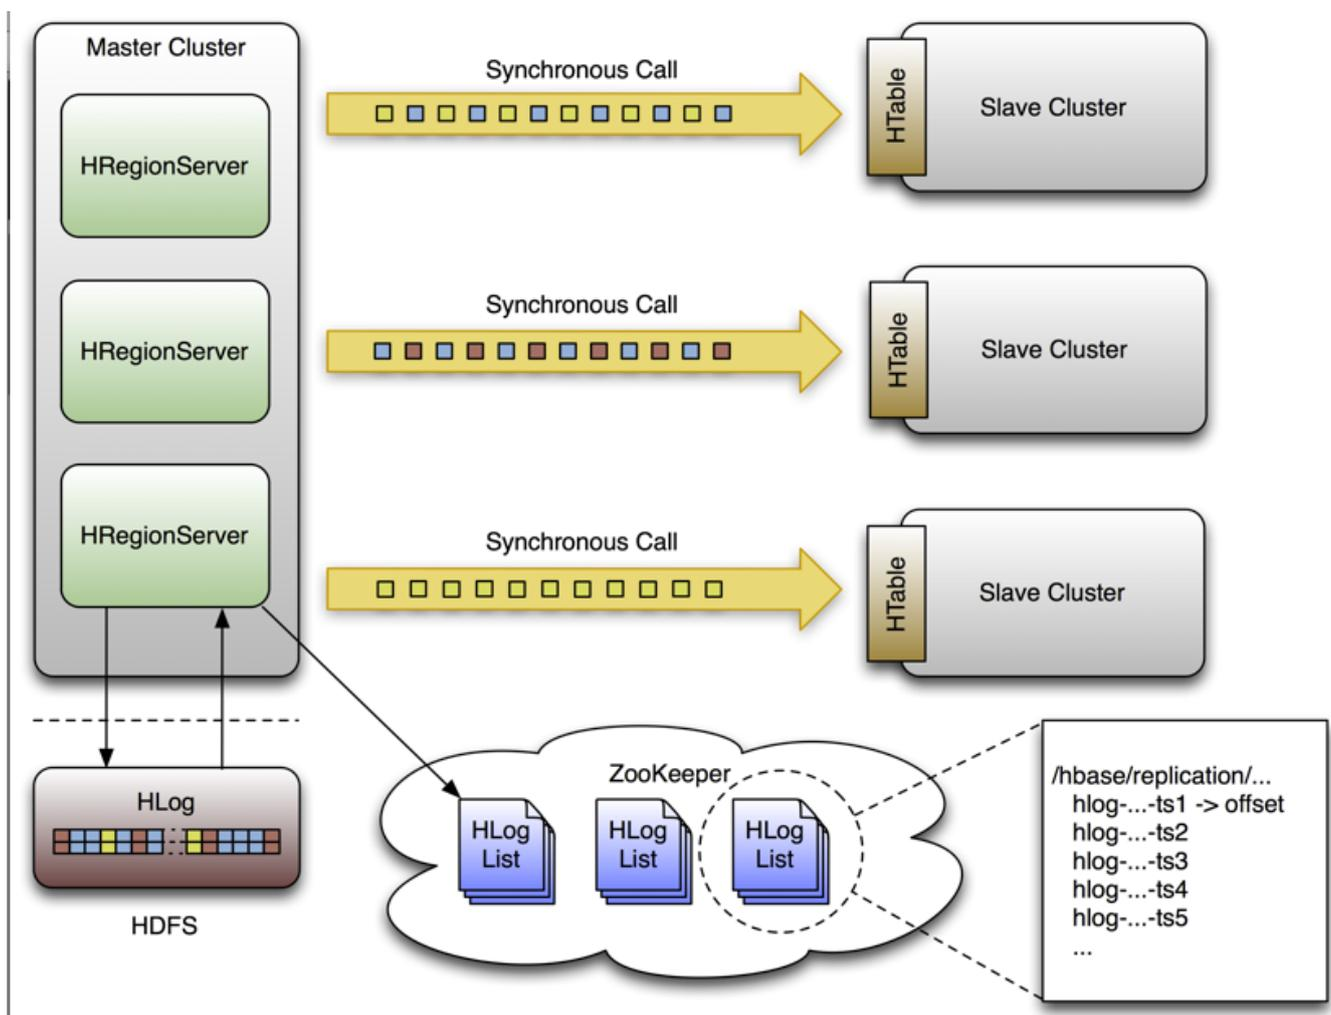 Master Cluster
HRegionServer
HRegionServer
HRegionServer
Synchronous Call
HTable
Slave Cluster
Synchronous Call
HTable
Slave Cluster
Synchronous Call
HTable
Slave Cluster
HLog
HDFS
ZooKeeper
HLog
List
HLog
List
HLog
List
/hbase/replication/...
hlog-...-ts1 -> offset
hlog-...-ts2
hlog-...-ts3
hlog-...-ts4
hlog-...-ts5
...